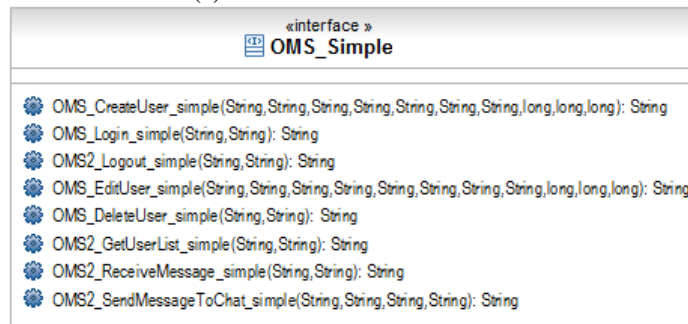 «interface »
OMS_Simple
OMS_CreateUser_simple(String,String,String,String,String,String,String,long,long,long): String
OMS_Login_simple(String,String): String
OMS2_Logout_simple(String,String): String
OMS_EditUser_simple(String,String,String,String,String,String,String,String,long,long,long): String
OMS_DeleteUser_simple(String,String): String
OMS2_GetUserList_simple(String,String): String
OMS2_ReceiveMessage_simple(String,String): String
OMS2_SendMessageToChat_simple(String,String,String,String): String